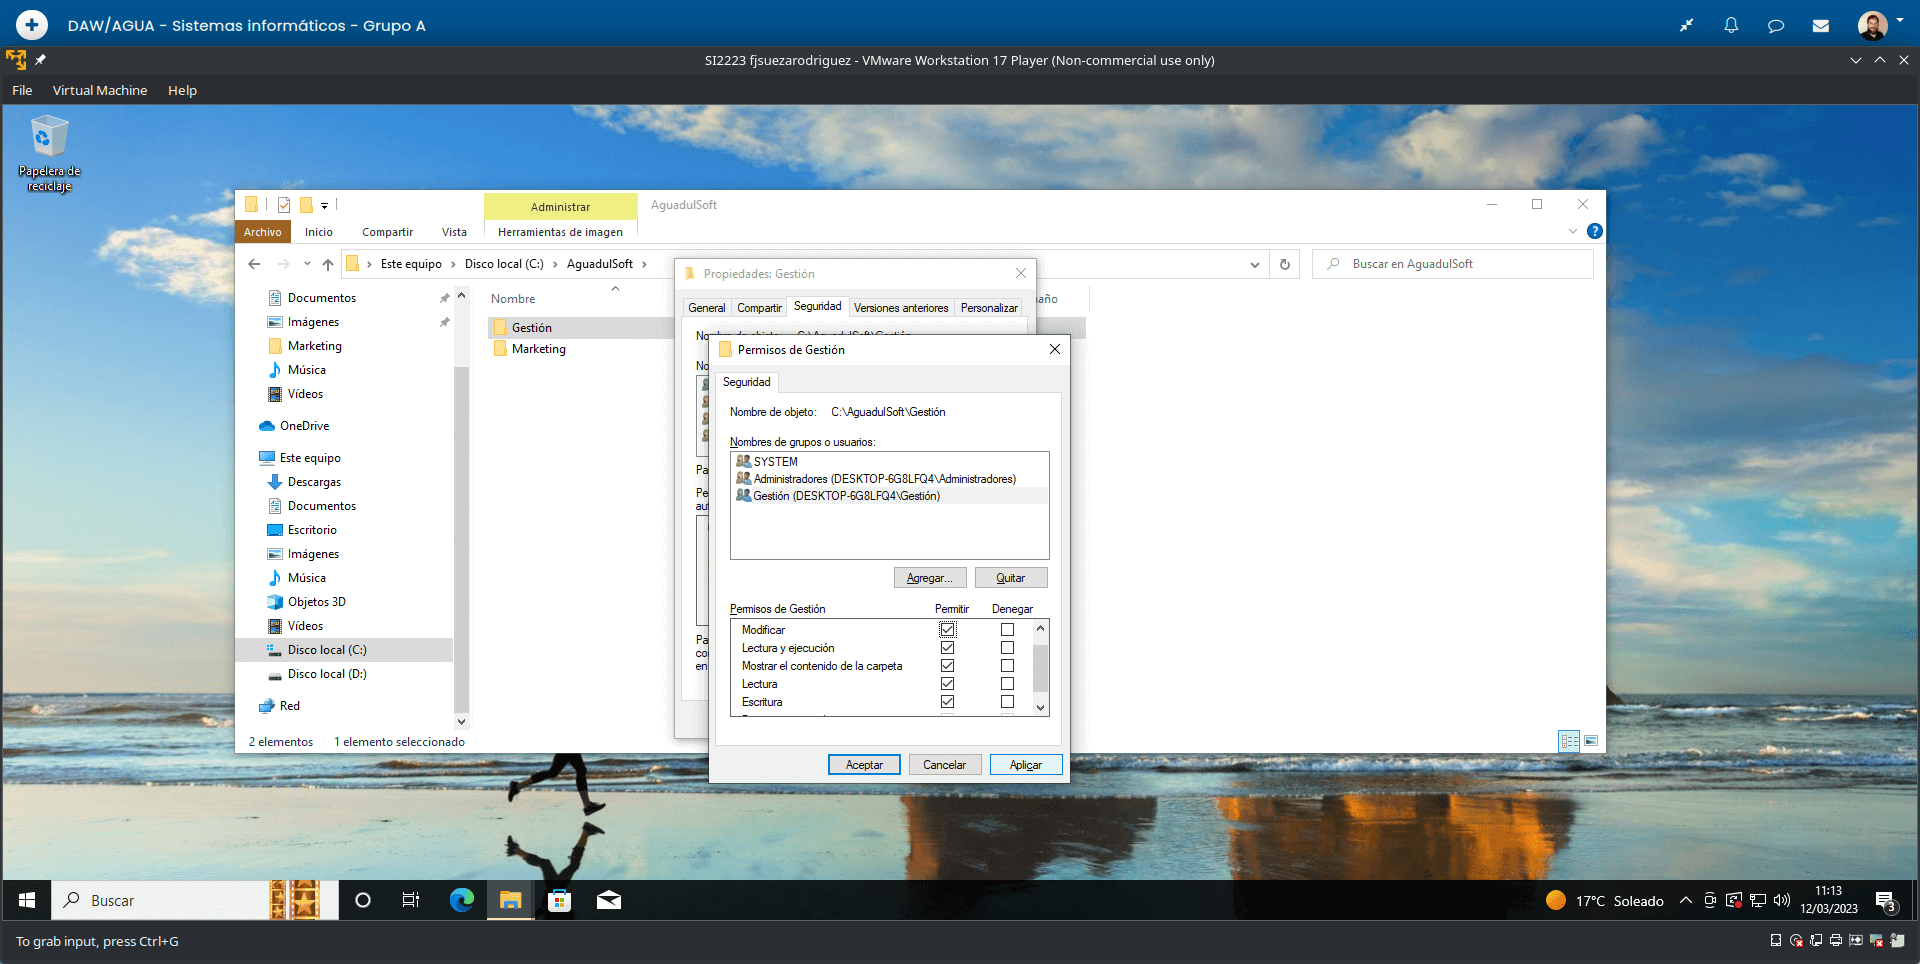 DAW/AGUA - Sistemas informáticos - Grupo A
SI2223 fjsuezarodriguez - VMware Workstation 17 Player (Non-commercial use only)
File Virtual Machine Help
Papelera de
reciclaje
Administrar AguadulSoft
Archivo Inicio Compartir Vista Herramientas de imagen
Este equipo Disco local (C:) AguadulSoft
Buscar en AguadulSoft
Documentos
Imágenes
Marketing
Música
Vídeos
OneDrive
Este equipo
Descargas
Documentos
Escritorio
Imágenes
Música
Objetos 3D
Vídeos
Disco local (C:)
Disco local (D:)
Red
2 elementos 1 elemento seleccionado
Nombre
Gestión
Marketing
Propiedades: Gestión
General Compartir Seguridad Versiones anteriores Personalizar
Permisos de Gestión
Seguridad
Nombre de objeto: C:\AguadulSoft\Gestión
Nombres de grupos o usuarios:
SYSTEM
Administradores (DESKTOP-6G8LFQ4\Administradores)
Gestión (DESKTOP-6G8LFQ4\Gestión)
Agregar... Quitar
Permisos de Gestión Permitir Denegar
Modificar
Lectura y ejecución
Mostrar el contenido de la carpeta
Lectura
Escritura
Aceptar Cancelar Aplicar
Buscar
17°C Soleado
11:13
12/03/2023
3
To grab input, press Ctrl+G